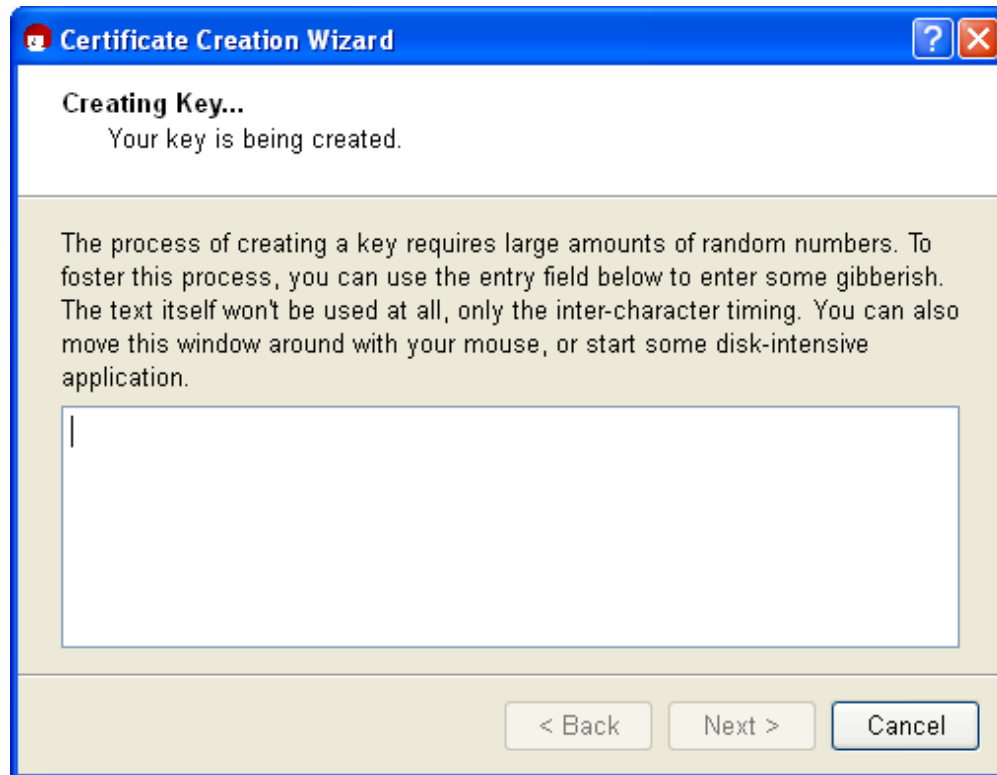 Certificate Creation Wizard
Creating Key...
Your key is being created.
The process of creating a key requires large amounts of random numbers. To
foster this process, you can use the entry field below to enter some gibberish.
The text itself won't be used at all, only the inter-character timing. You can also
move this window around with your mouse, or start some disk-intensive
application.
< Back Next > Cancel